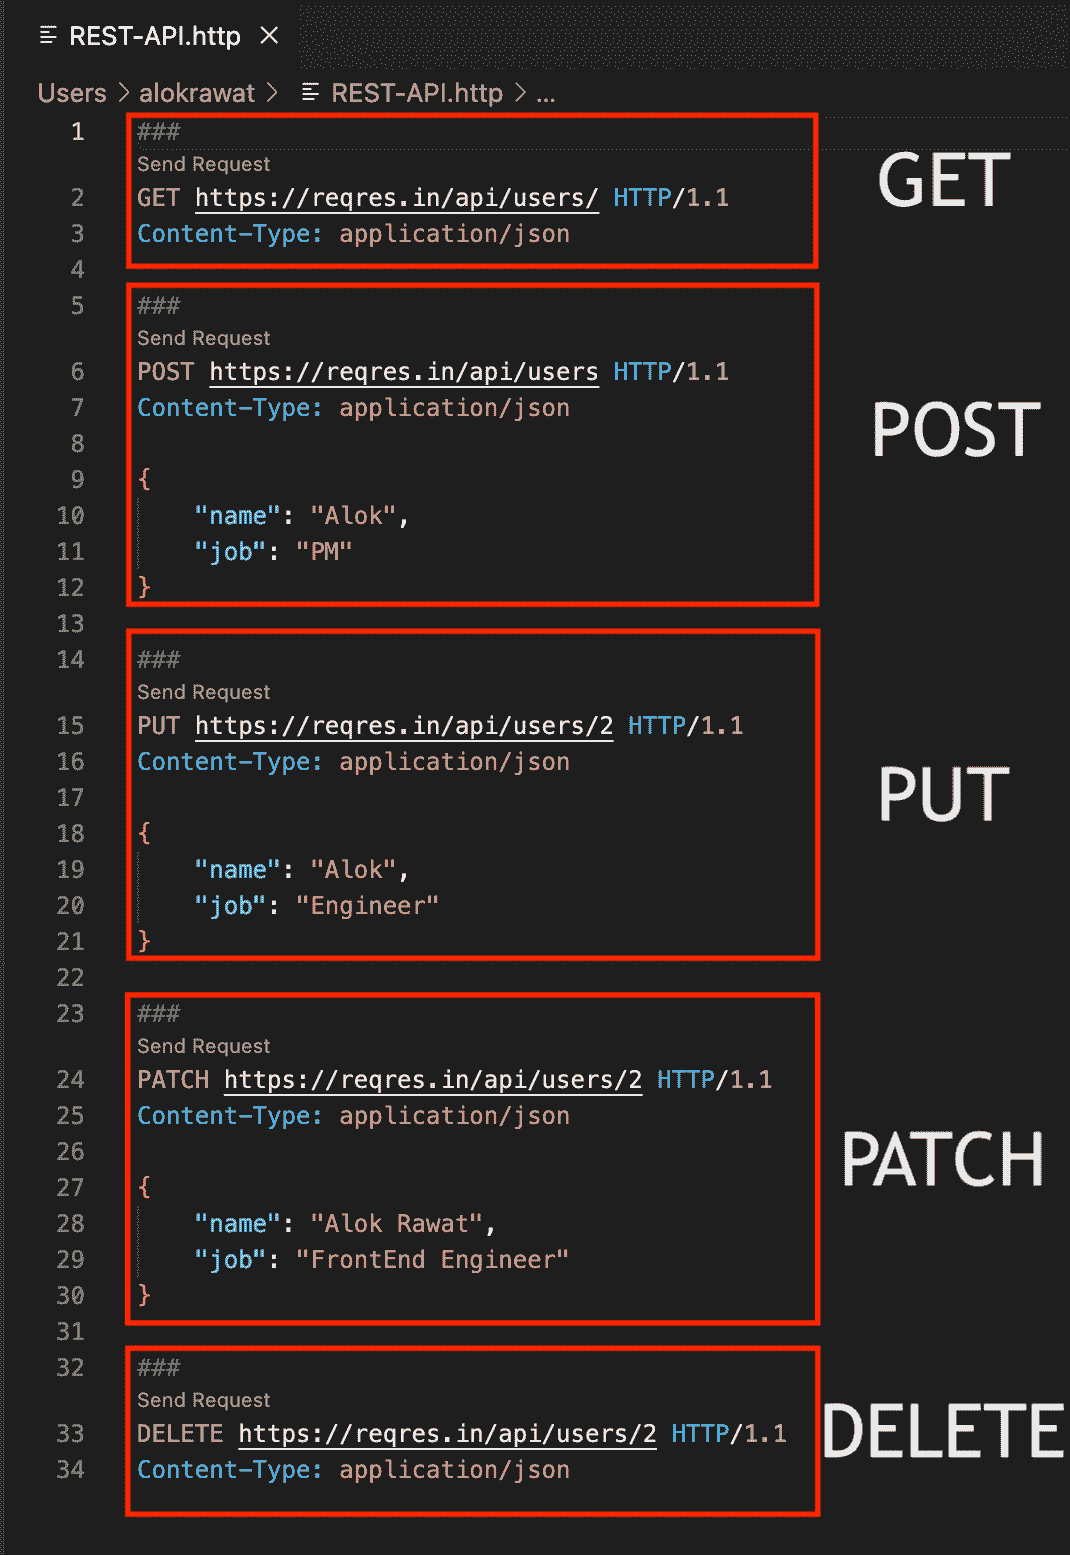 REST-API.http
Users > alokrawat > REST-API.http > ...
1 ###
Send Request
2 GET https://reqres.in/api/users/ HTTP/1.1
3 Content-Type: application/json
4
GET
5 ###
Send Request
6 POST https://reqres.in/api/users HTTP/1.1
7 Content-Type: application/json
8
9 {
10 "name": "Alok",
11 "job": "PM"
12 }
13
POST
14 ###
Send Request
15 PUT https://reqres.in/api/users/2 HTTP/1.1
16 Content-Type: application/json
17
18 {
19 "name": "Alok",
20 "job": "Engineer"
21 }
22
PUT
23 ###
Send Request
24 PATCH https://reqres.in/api/users/2 HTTP/1.1
25 Content-Type: application/json
26
27 {
28 "name": "Alok Rawat",
29 "job": "FrontEnd Engineer"
30 }
31
PATCH
32 ###
Send Request
33 DELETE https://reqres.in/api/users/2 HTTP/1.1
34 Content-Type: application/json
DELETE